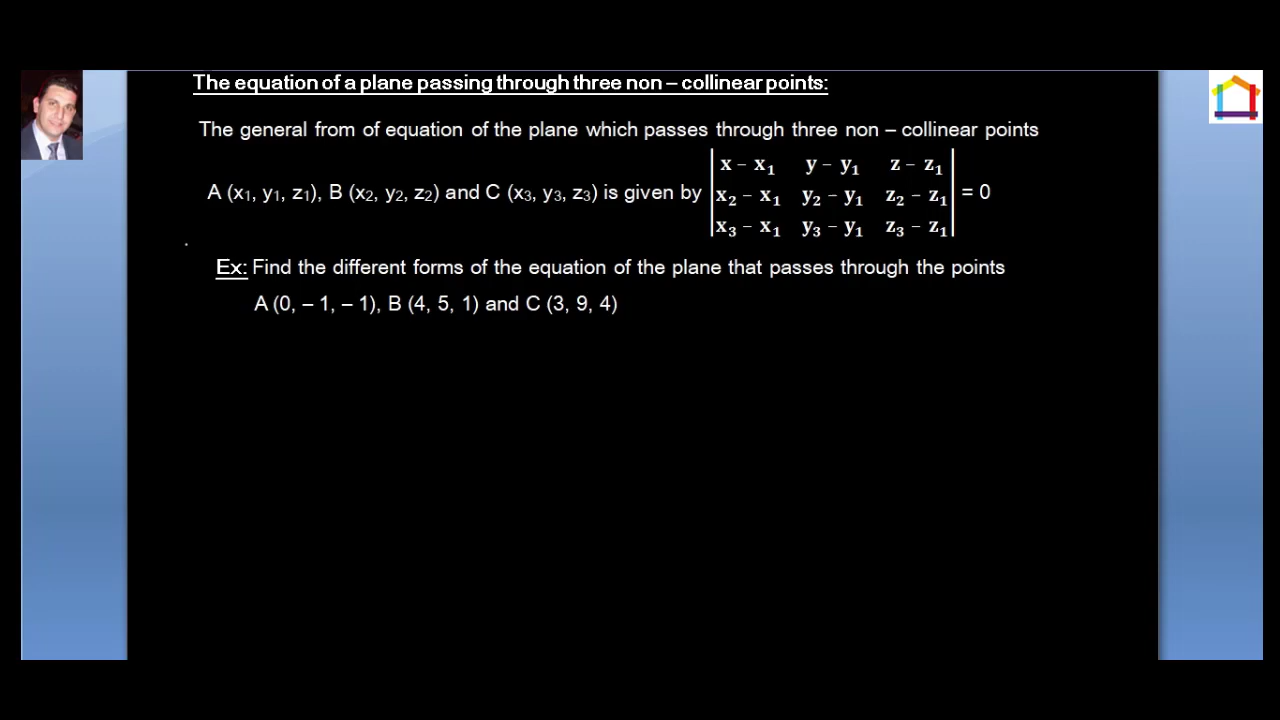 The equation of a plane passing through three non – collinear points:
The general from of equation of the plane which passes through three non – collinear points
A (x₁, y₁, z₁), B (x₂, y₂, z₂) and C (x₃, y₃, z₃) is given by | x – x₁ y – y₁ z – z₁ | = 0
| x₂ – x₁ y₂ – y₁ z₂ – z₁ |
| x₃ – x₁ y₃ – y₁ z₃ – z₁ |
Ex: Find the different forms of the equation of the plane that passes through the points
A (0, – 1, – 1), B (4, 5, 1) and C (3, 9, 4)